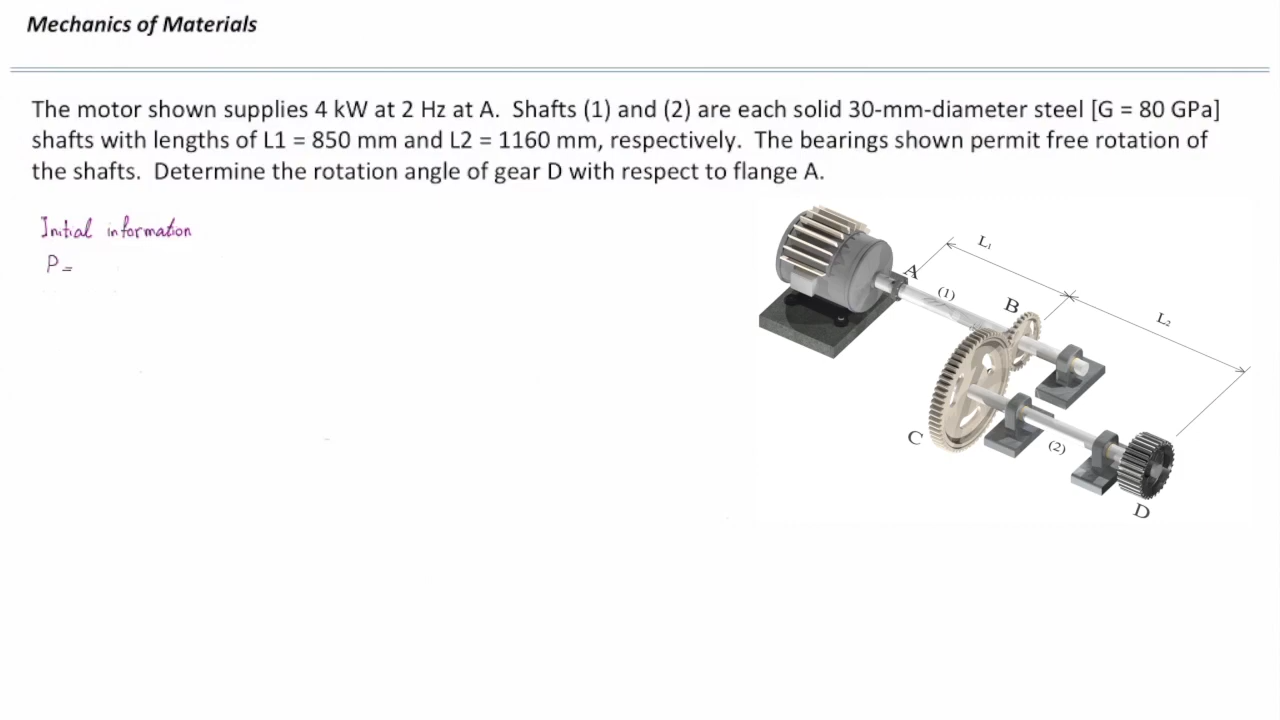 Mechanics of Materials
The motor shown supplies 4 kW at 2 Hz at A. Shafts (1) and (2) are each solid 30-mm-diameter steel [G = 80 GPa]
shafts with lengths of L1 = 850 mm and L2 = 1160 mm, respectively. The bearings shown permit free rotation of
the shafts. Determine the rotation angle of gear D with respect to flange A.
Initial information
P =
L₁
A
(1)
B
L₂
C
(2)
D